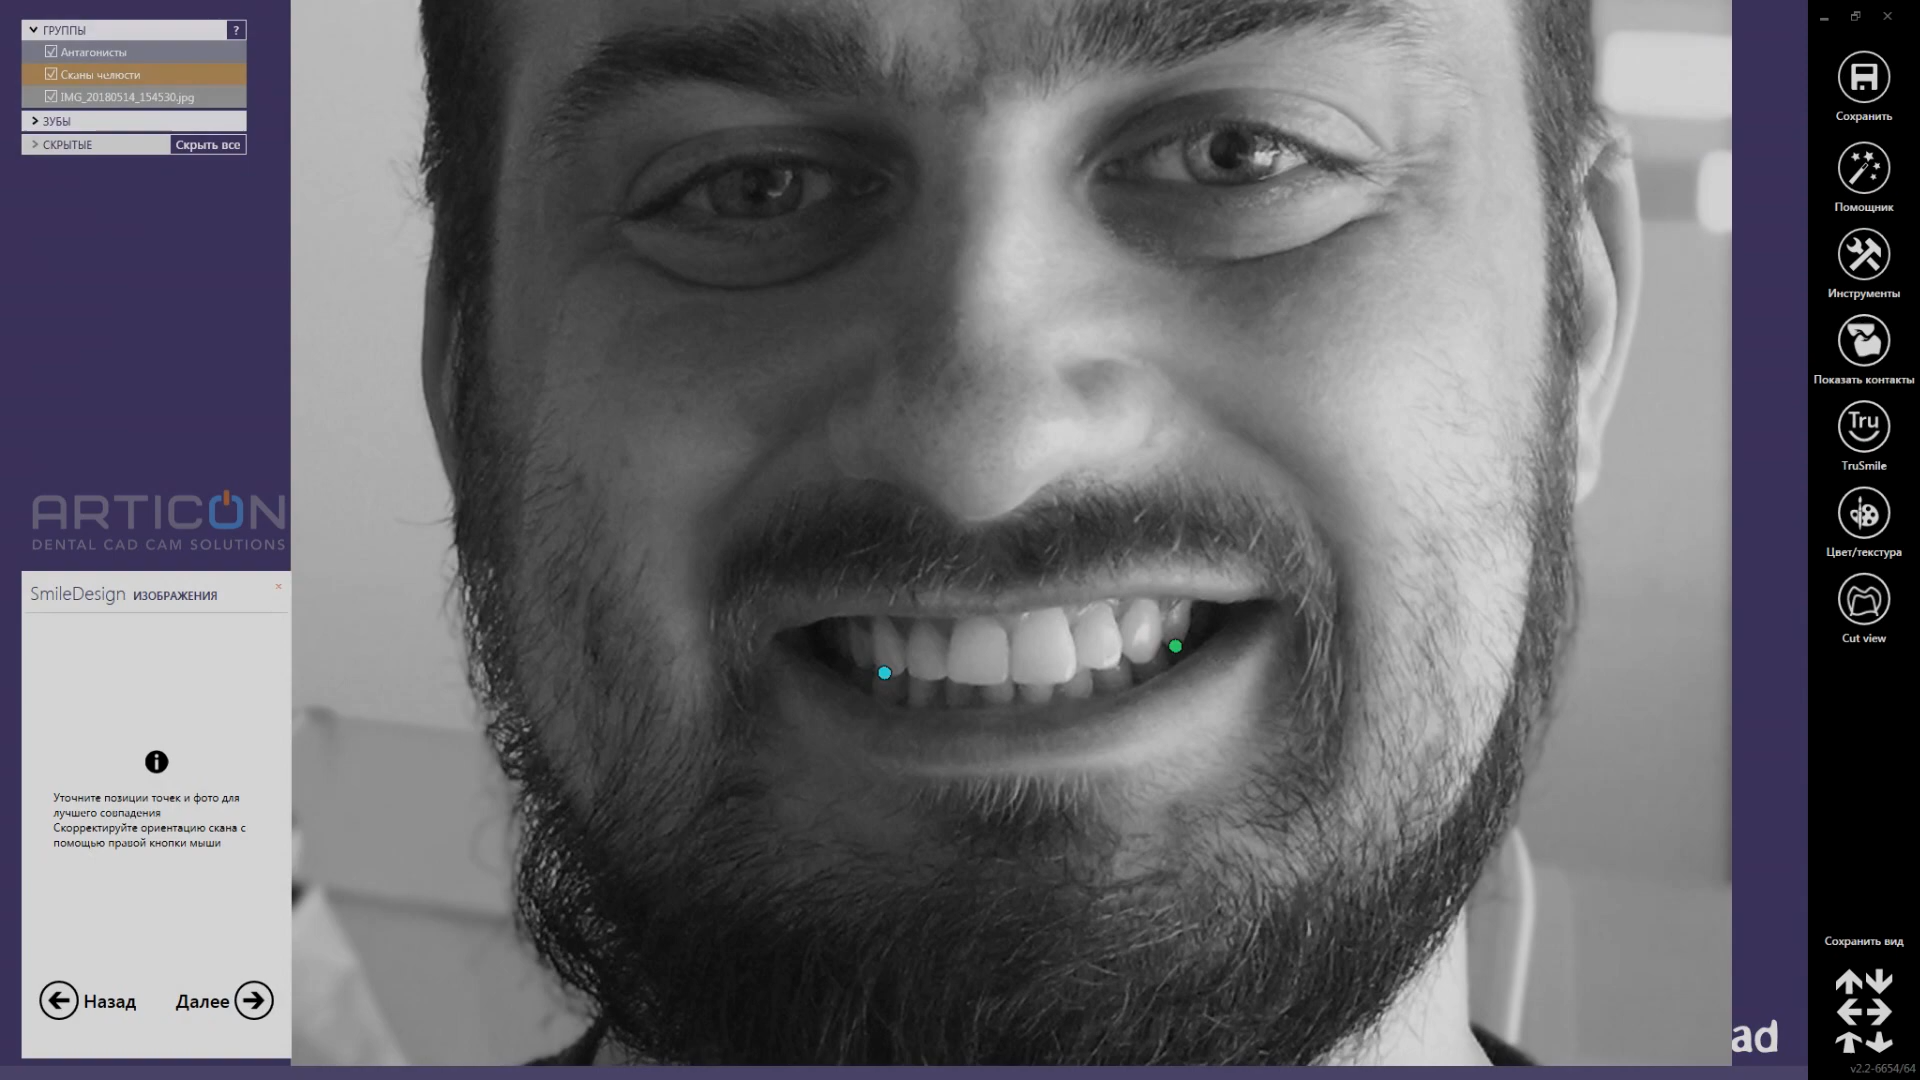 ГРУППЫ
?
Антагонисты
Сканы челюсти
IMG_20180514_154530.jpg
ЗУБЫ
СКРЫТЫЕ
Скрыть все
ARTICON
DENTAL CAD CAM SOLUTIONS
SmileDesign ИЗОБРАЖЕНИЯ
Уточните позиции точек и фото для
лучшего совпадения
Скорректируйте ориентацию скана с
помощью правой кнопки мыши
Назад
Далее
Сохранить
Помощник
Инструменты
Показать контакты
Tru
TruSmile
Цвет/текстура
Cut view
Сохранить вид
ad
v2.2-6654/64